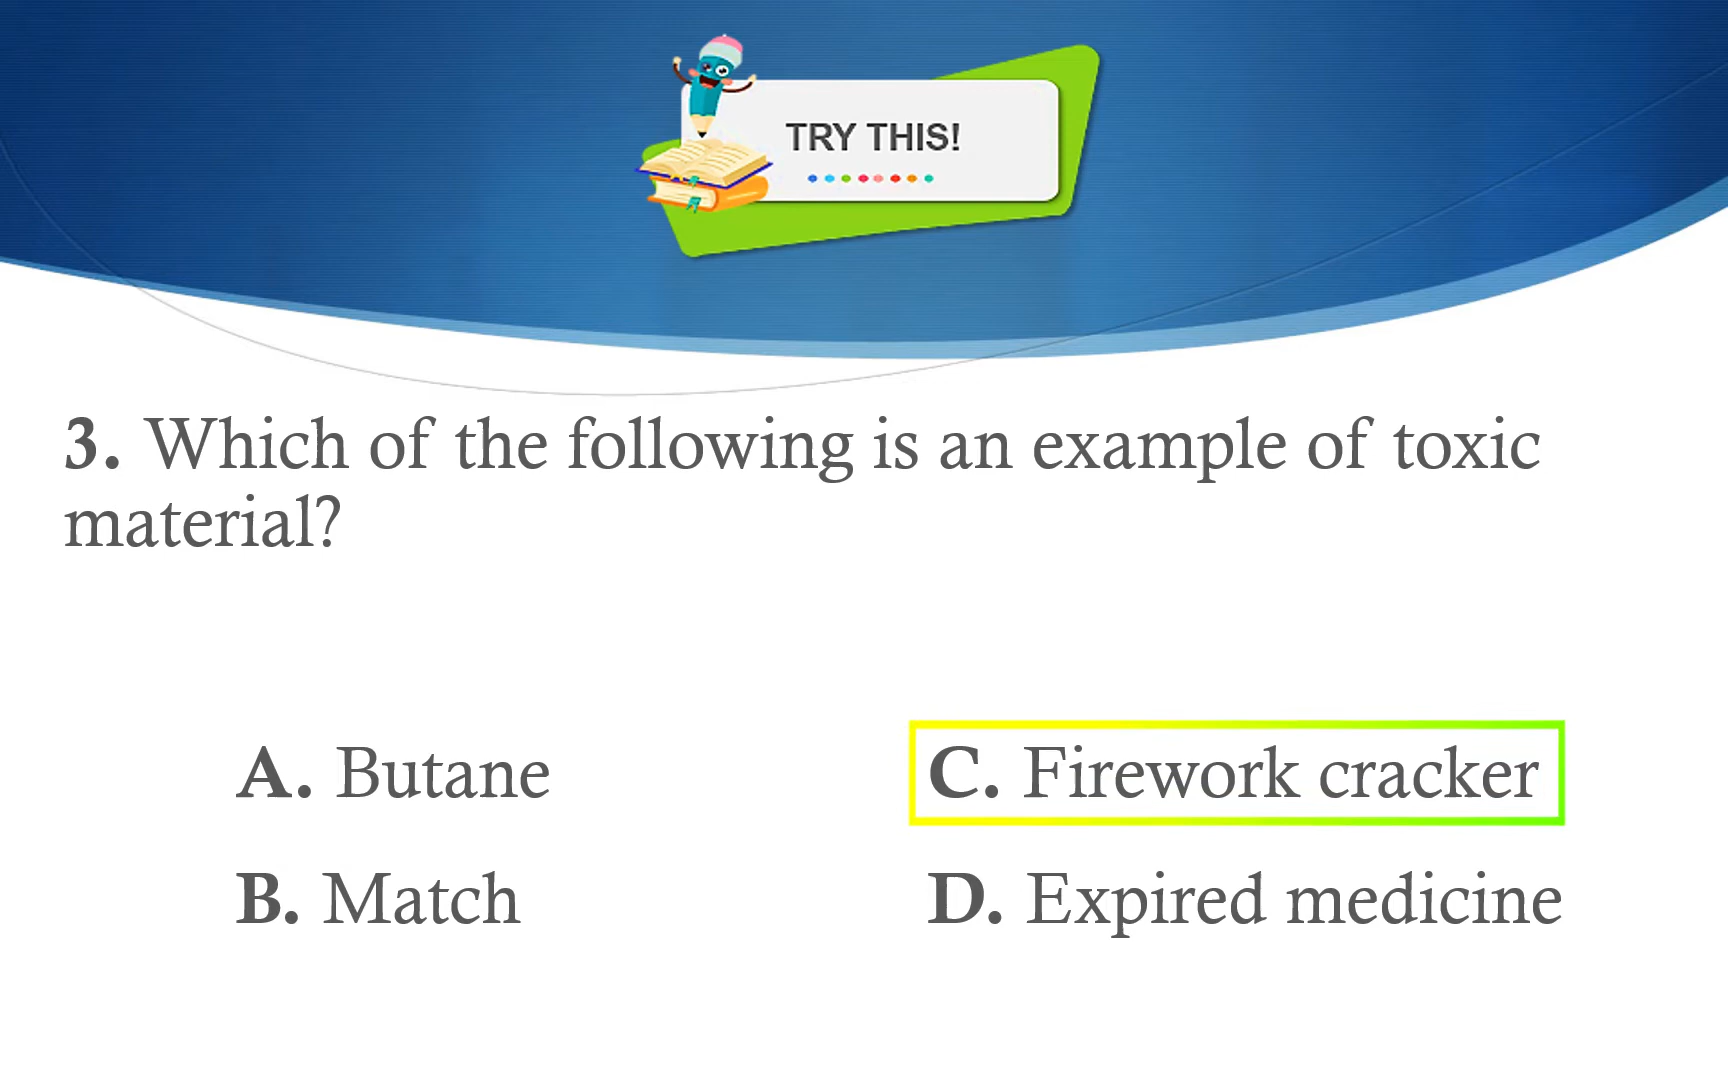 TRY THIS!
3. Which of the following is an example of toxic
material?
A. Butane
B. Match
C. Firework cracker
D. Expired medicine